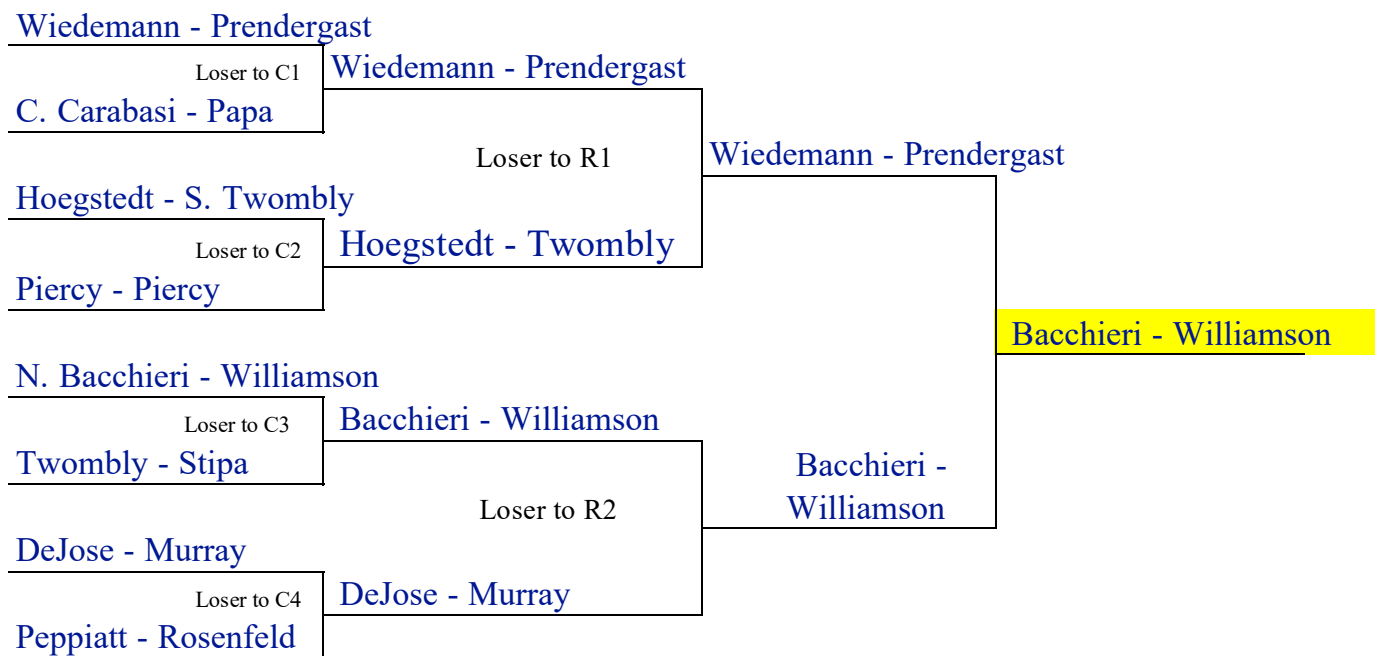 Wiedemann - Prendergast
Loser to C1
Wiedemann - Prendergast
C. Carabasi - Papa
Loser to R1
Wiedemann - Prendergast
Hoegstedt - S. Twombly
Loser to C2
Hoegstedt - Twombly
Piercy - Piercy
Bacchieri - Williamson
N. Bacchieri - Williamson
Loser to C3
Bacchieri - Williamson
Twombly - Stipa
Bacchieri -
Williamson
Loser to R2
DeJose - Murray
Loser to C4
DeJose - Murray
Peppiatt - Rosenfeld